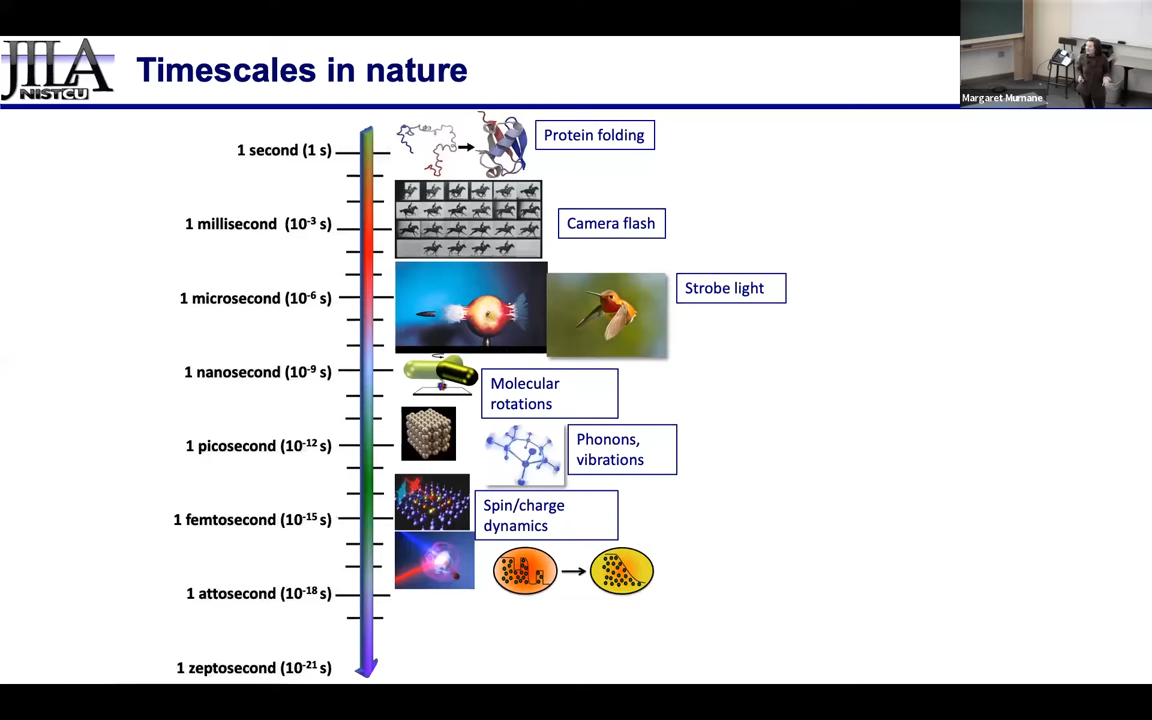 JILA
NIST CU
Timescales in nature
Margaret Murnane
1 second (1 s)
Protein folding
1 millisecond (10-3 s)
Camera flash
1 microsecond (10-6 s)
Strobe light
1 nanosecond (10-9 s)
Molecular
rotations
1 picosecond (10-12 s)
Phonons,
vibrations
1 femtosecond (10-15 s)
Spin/charge
dynamics
1 attosecond (10-18 s)
1 zeptosecond (10-21 s)